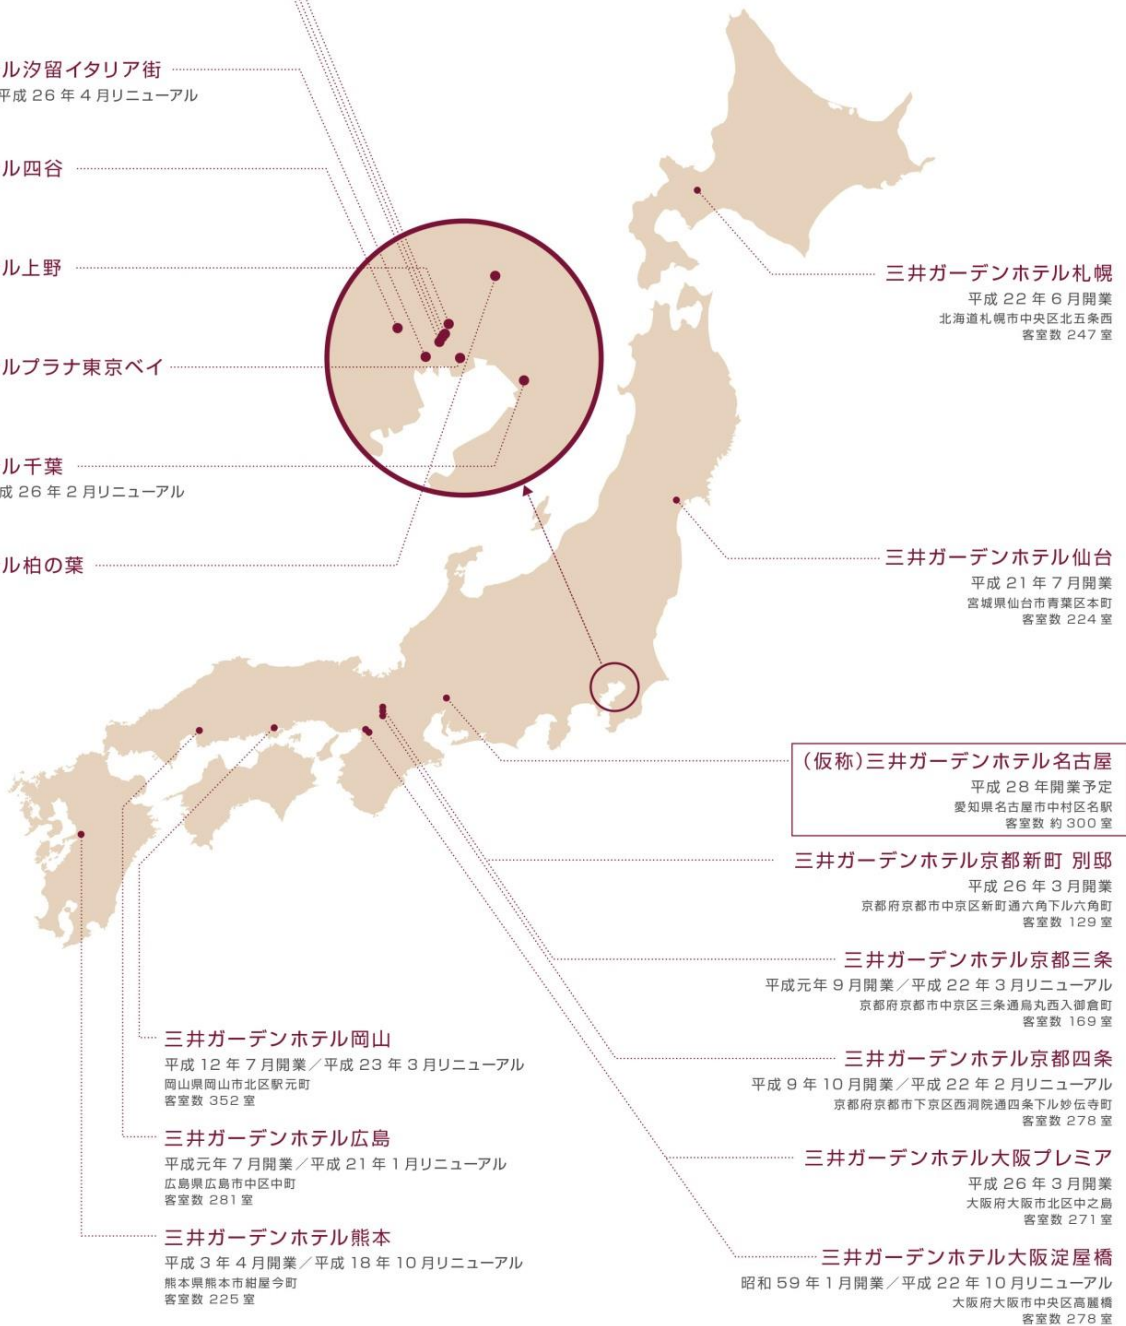 ル汐留イタリア街
平成 26 年 4 月リニューアル
ル四谷
ル上野
ルプラナ東京ベイ
ル千葉
成 26 年 2 月リニューアル
ル柏の葉
三井ガーデンホテル札幌
平成 22 年 6 月開業
北海道札幌市中央区北五条西
客室数 247 室
三井ガーデンホテル仙台
平成 21 年 7 月開業
宮城県仙台市青葉区本町
客室数 224 室
(仮称)三井ガーデンホテル名古屋
平成 28 年開業予定
愛知県名古屋市中村区名駅
客室数 約 300 室
三井ガーデンホテル京都新町 別邸
平成 26 年 3 月開業
京都府京都市中京区新町通六角下ル六角町
客室数 129 室
三井ガーデンホテル京都三条
平成元年 9 月開業／平成 22 年 3 月リニューアル
京都府京都市中京区三条通烏丸西入御倉町
客室数 169 室
三井ガーデンホテル京都四条
平成 9 年 10 月開業／平成 22 年 2 月リニューアル
京都府京都市下京区西洞院通四条下ル妙伝寺町
客室数 278 室
三井ガーデンホテル大阪プレミア
平成 26 年 3 月開業
大阪府大阪市北区中之島
客室数 271 室
三井ガーデンホテル大阪淀屋橋
昭和 59 年 1 月開業／平成 22 年 10 月リニューアル
大阪府大阪市中央区高麗橋
客室数 278 室
三井ガーデンホテル岡山
平成 12 年 7 月開業／平成 23 年 3 月リニューアル
岡山県岡山市北区駅元町
客室数 352 室
三井ガーデンホテル広島
平成元年 7 月開業／平成 21 年 1 月リニューアル
広島県広島市中区中町
客室数 281 室
三井ガーデンホテル熊本
平成 3 年 4 月開業／平成 18 年 10 月リニューアル
熊本県熊本市紺屋今町
客室数 225 室